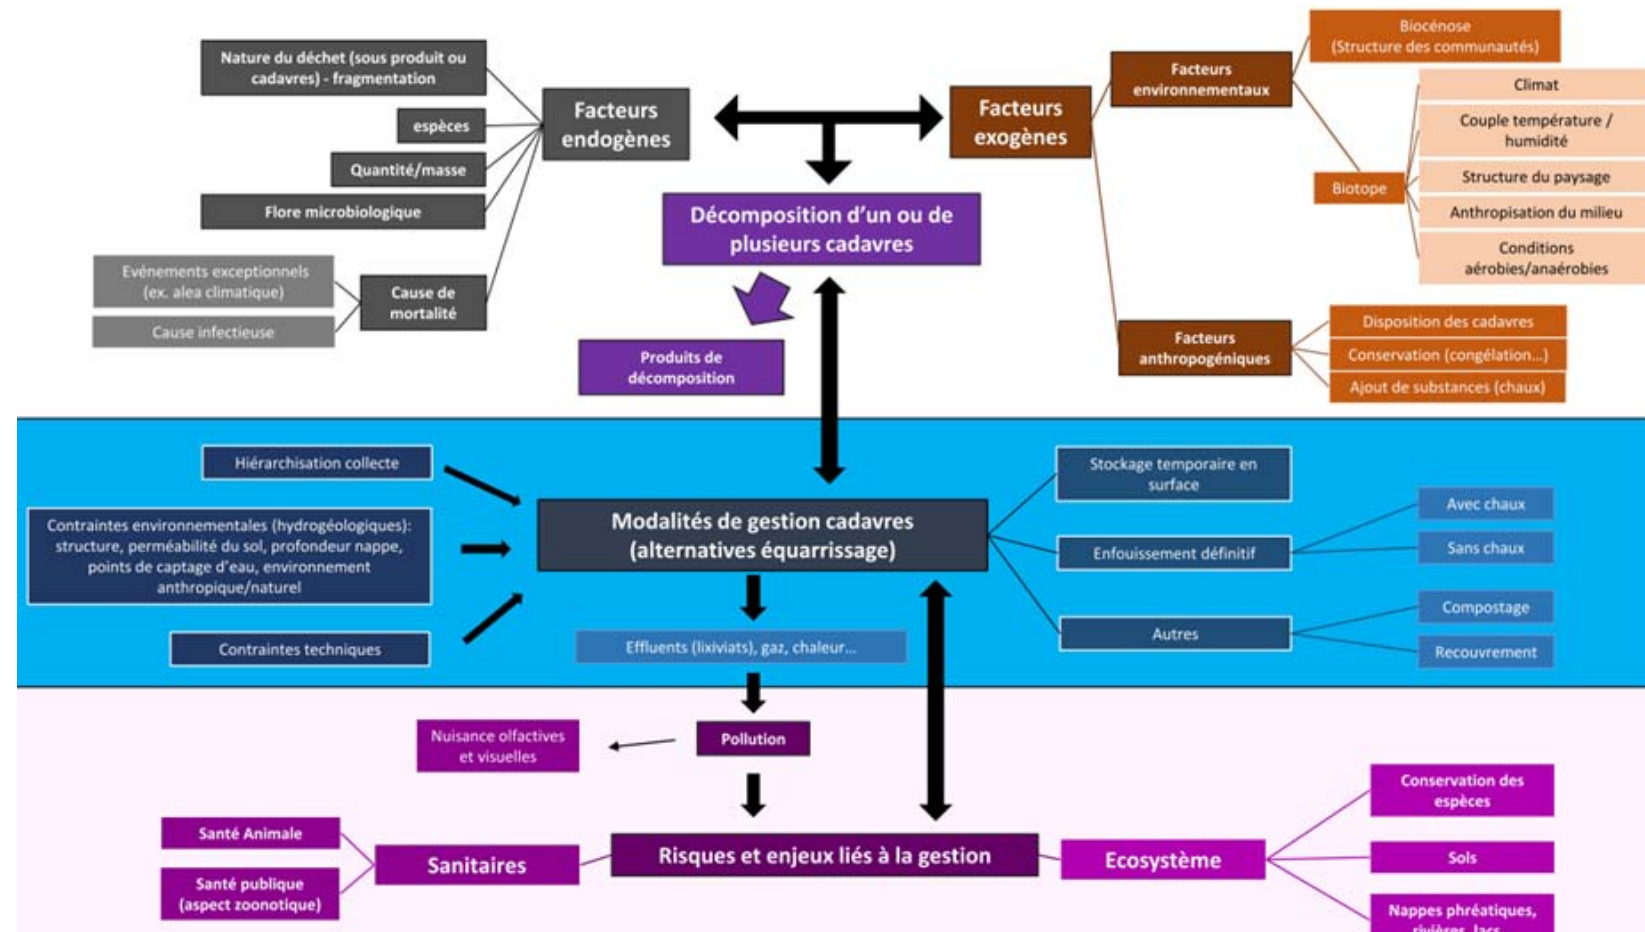 Nature du déchet (sous produit ou
cadavres) - fragmentation
espèces
Quantité/masse
Flore microbiologique
Evénements exceptionnels
(ex. alea climatique)
Cause infectieuse
Cause de
mortalité
Facteurs
endogènes
Facteurs
exogènes
Facteurs
environnementaux
Biocénose
(Structure des communautés)
Biotope
Climat
Couple température /
humidité
Structure du paysage
Anthropisation du milieu
Conditions
aérobies/anaérobies
Facteurs
anthropogéniques
Disposition des cadavres
Conservation (congélation...)
Ajout de substances (chaux)
Décomposition d'un ou de
plusieurs cadavres
Produits de
décomposition
Hiérarchisation collecte
Contraintes environnementales (hydrogéologiques):
structure, perméabilité du sol, profondeur nappe,
points de captage d'eau, environnement
anthropique/naturel
Contraintes techniques
Modalités de gestion cadavres
(alternatives équarrissage)
Effluents (lixiviats), gaz, chaleur...
Stockage temporaire en
surface
Enfouissement définitif
Avec chaux
Sans chaux
Autres
Compostage
Recouvrement
Nuisance olfactives
et visuelles
Pollution
Risques et enjeux liés à la gestion
Sanitaires
Santé Animale
Santé publique
(aspect zoonotique)
Ecosystème
Conservation des
espèces
Sols
Nappes phréatiques,
rivières, lacs